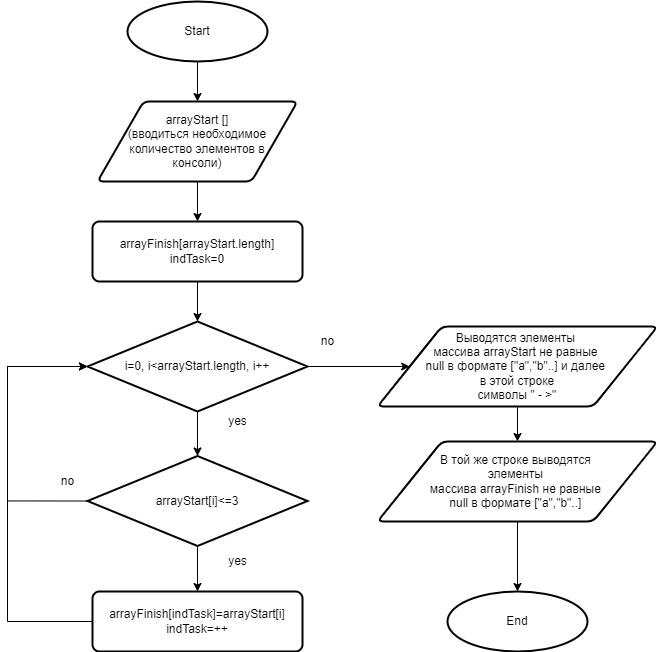 Start
arrayStart []
(вводиться необходимое
количество элементов в
консоли)
arrayFinish[arrayStart.length]
indTask=0
i=0, i<arrayStart.length, i++
no
yes
arrayStart[i]<=3
no
yes
arrayFinish[indTask]=arrayStart[i]
indTask=++
Выводятся элементы
массива arrayStart не равные
null в формате ["a","b"..] и далее
в этой строке
символы " - >"
В той же строке выводятся
элементы
массива arrayFinish не равные
null в формате ["a","b"..]
End